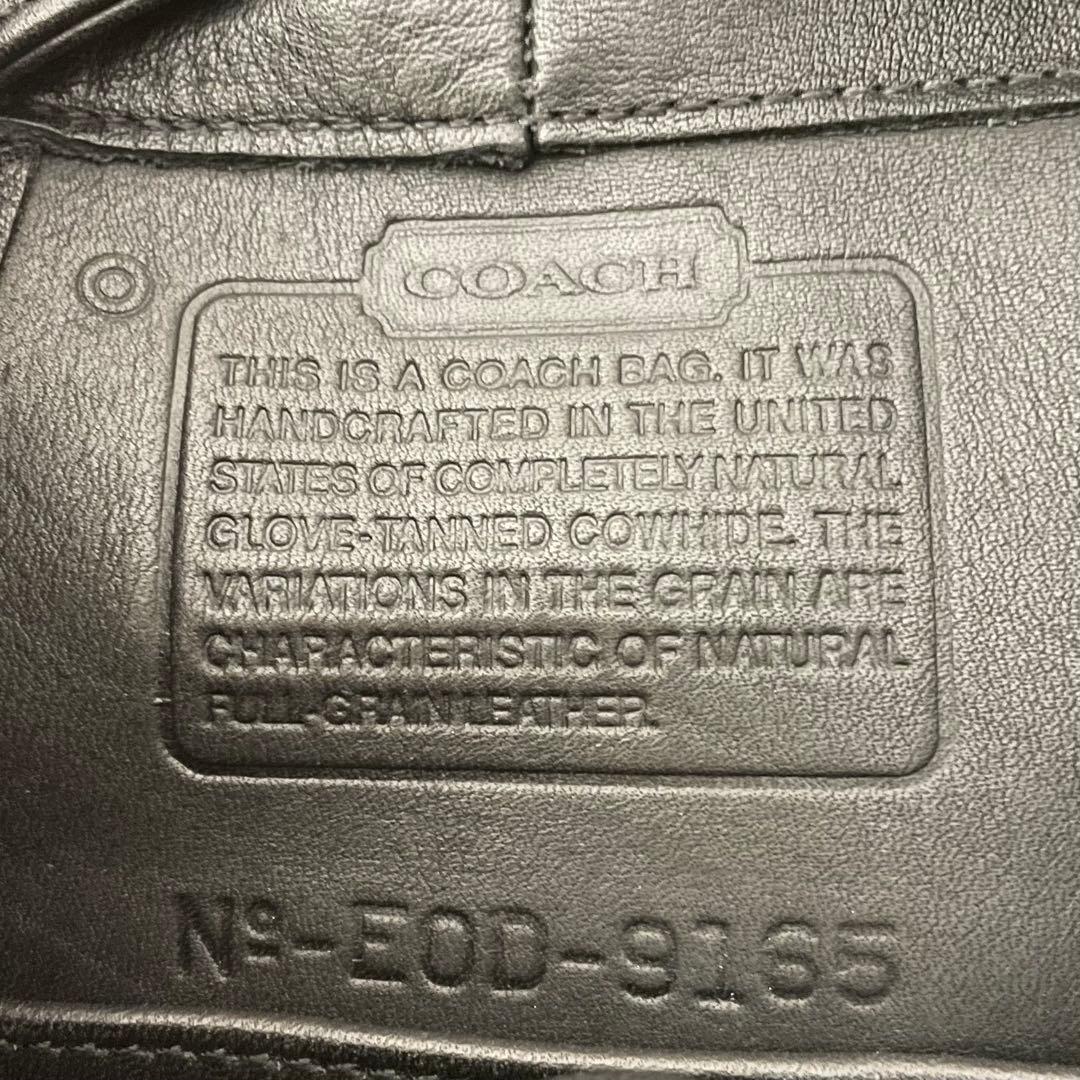 COACH
THIS IS A COACH BAG. IT WAS
HANDCRAFTED IN THE UNITED
STATES OF COMPLETELY NATURAL
GLOVE-TANNED COWHIDE. THE
VARIATIONS IN THE GRAIN ARE
CHARACTERISTIC OF NATURAL
FULL-GRAIN LEATHER.
Nº-EOD-9165